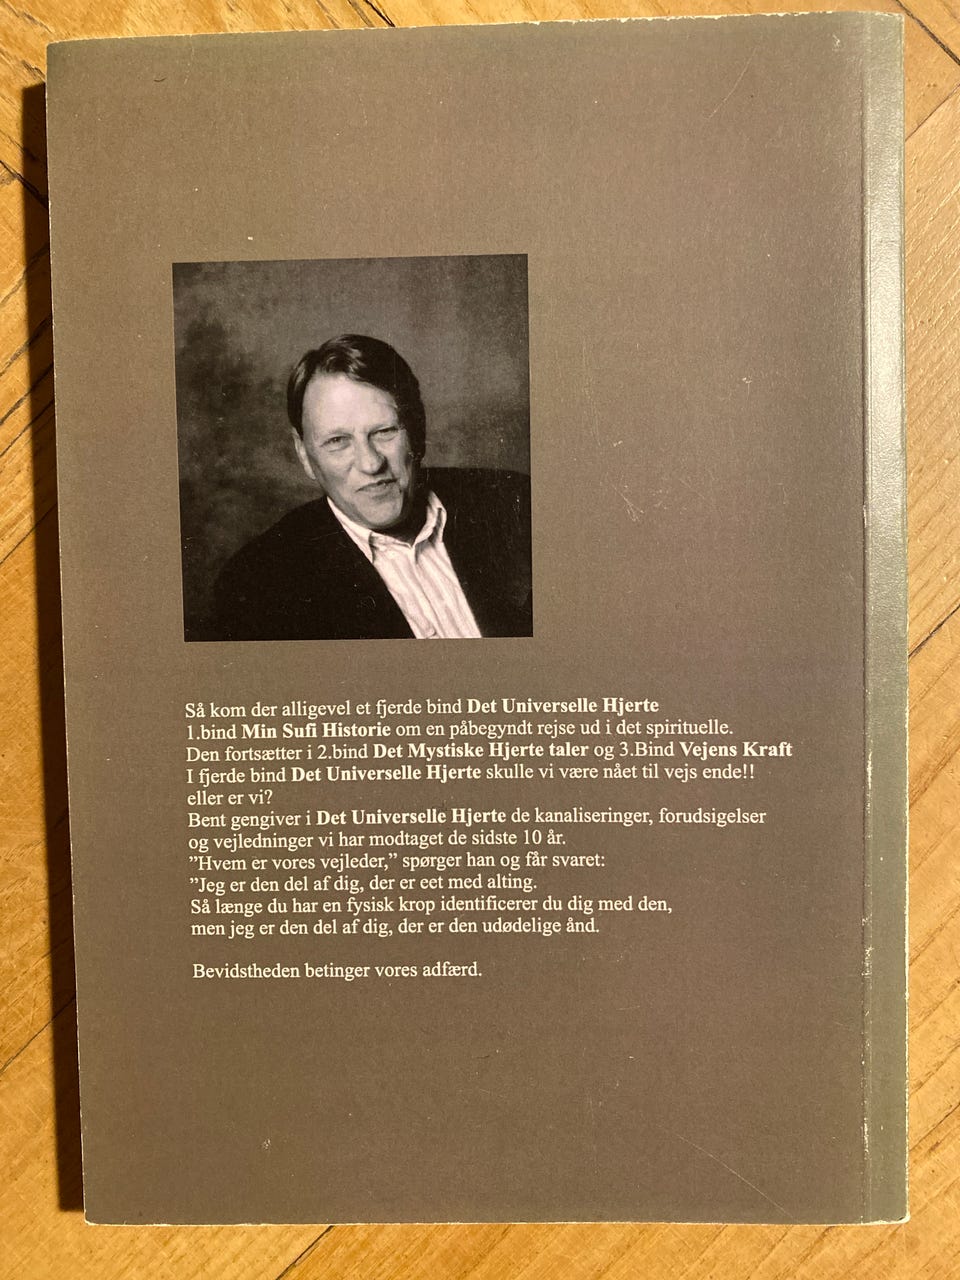 Så kom der alligevel et fjerde bind Det Universelle Hjerte
1.bind Min Sufi Historie om en påbegyndt rejse ud i det spirituelle.
Den fortsætter i 2.bind Det Mystiske Hjerte taler og 3.Bind Vejens Kraft
I fjerde bind Det Universelle Hjerte skulle vi være nået til vejs ende!!
eller er vi?
Bent gengiver i Det Universelle Hjerte de kanaliseringer, forudsigelser
og vejledninger vi har modtaget de sidste 10 år.
”Hvem er vores vejleder,” spørger han og får svaret:
”Jeg er den del af dig, der er eet med alting.
Så længe du har en fysisk krop identificerer du dig med den,
men jeg er den del af dig, der er den udødelige ånd.
Bevidstheden betinger vores adfærd.